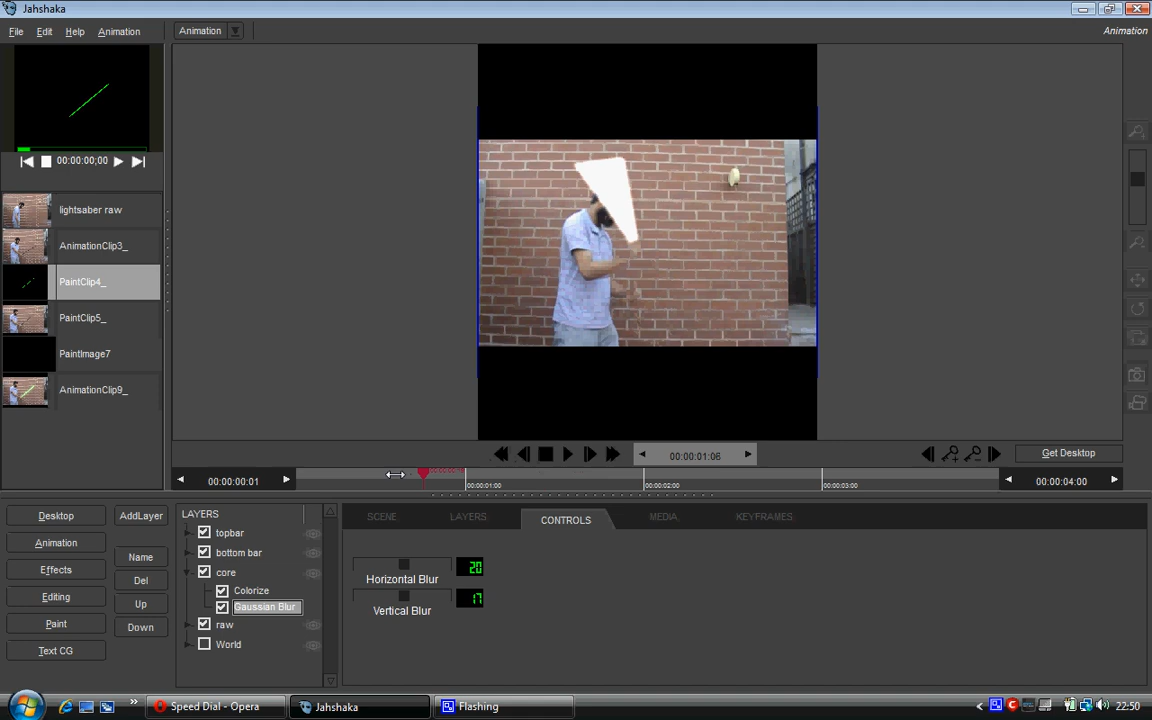 Jahshaka
File Edit Help Animation
Animation
Animation
00:00:00;00
lightsaber raw
AnimationClip3_
PaintClip4_
PaintClip5_
PaintImage7
AnimationClip9_
00:00:01:06
Get Desktop
00:00:00:01
00:00:01:00
00:00:02:00
00:00:03:00
00:00:04:00
Desktop
Animation
Effects
Editing
Paint
Text CG
AddLayer
Name
Del
Up
Down
LAYERS
topbar
bottom bar
core
Colorize
Gaussian Blur
raw
World
SCENE LAYERS CONTROLS MEDIA KEYFRAMES
20
Horizontal Blur
17
Vertical Blur
Speed Dial - Opera
Jahshaka
Flashing
22:50